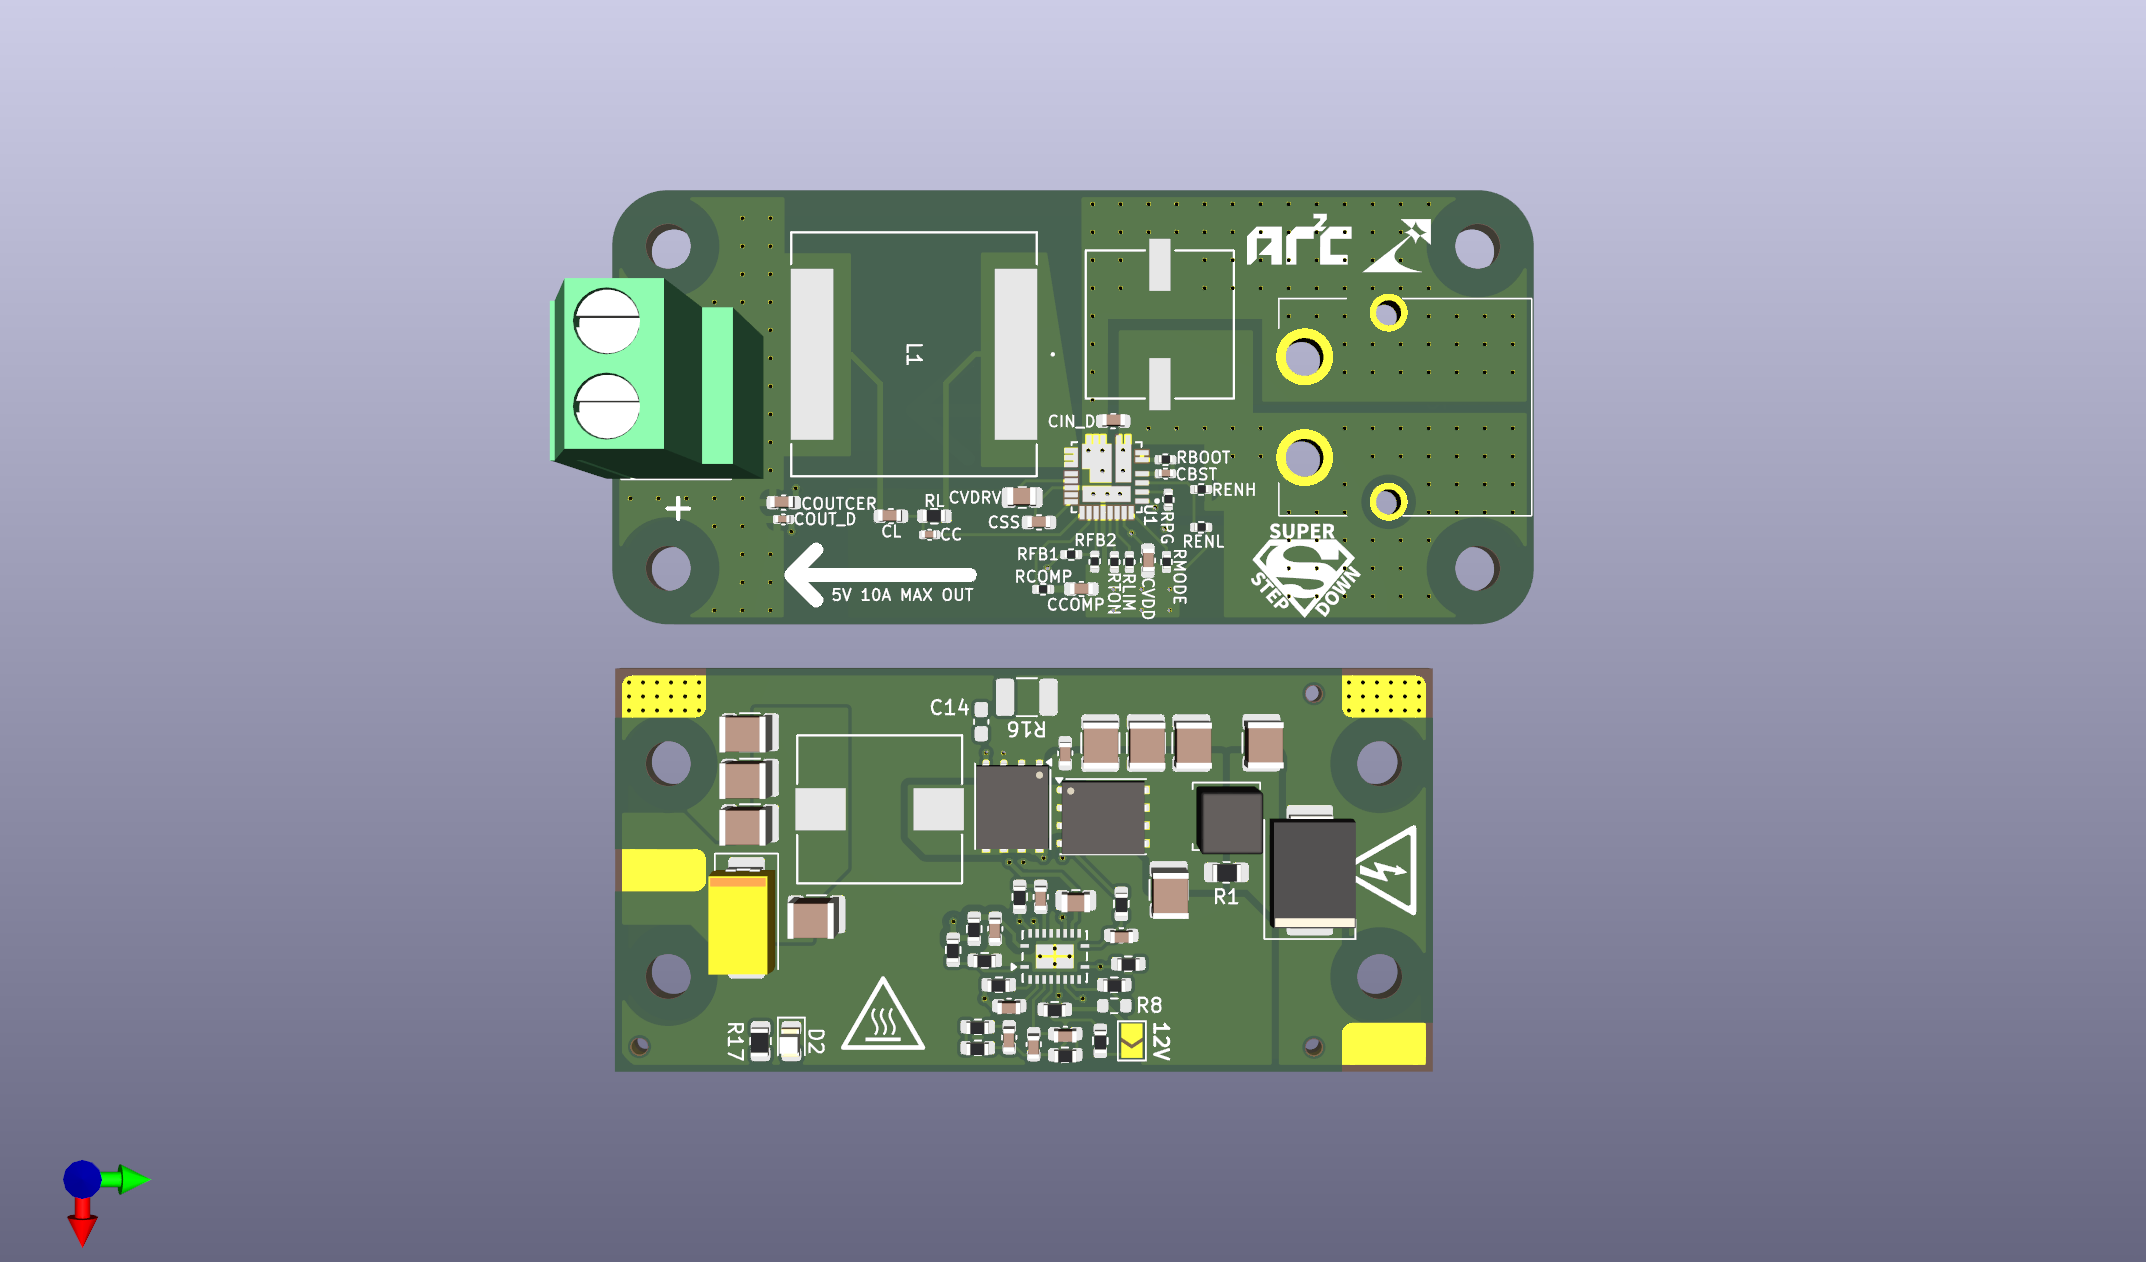 Ar2c
L1
CIN_D
RBOOT
CBST
RENH
CVDRV
RL
COUTCER
COUT_D
CSS
CL
CC
U1
RPG
RENL
RFB2
RFB1
RCOMP
CCOMP
RTON
RLIM
CVDD
RMODE
+
5V 10A MAX OUT
SUPER
S
STEP
DOWN
C14
R16
R1
R8
R17
D2
12V